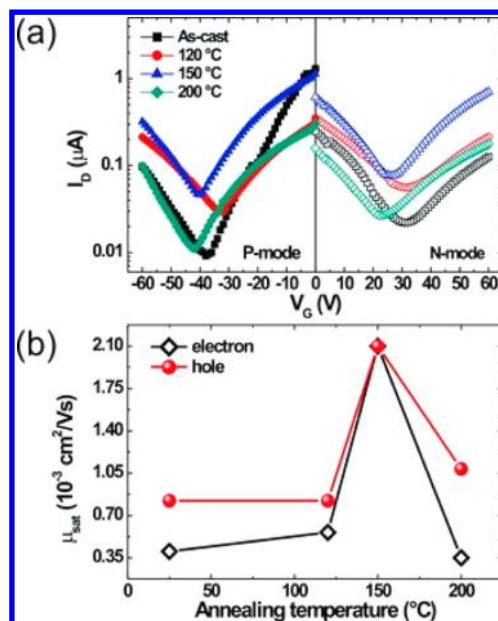 (a)
As-cast
120 °C
150 °C
200 °C
I_D (μA)
1
0.1
0.01
P-mode
N-mode
-60 -50 -40 -30 -20 -10 0 10 20 30 40 50 60
V_G (V)
(b)
electron
hole
μ_sat (10⁻³ cm²/Vs)
2.10
1.75
1.40
1.05
0.70
0.35
0 50 100 150 200
Annealing temperature (°C)